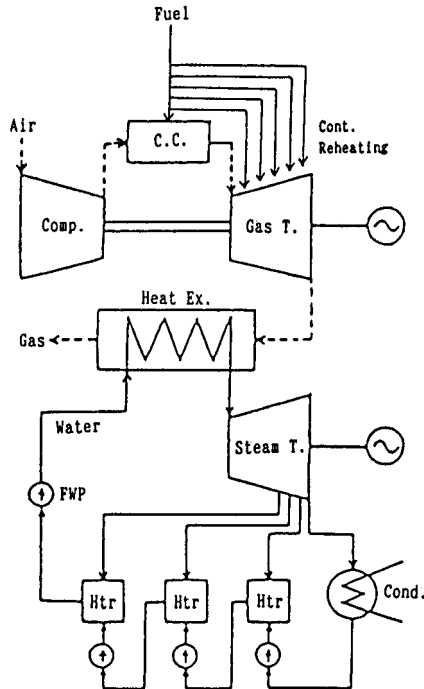 Fuel
Air
C.C.
Cont.
Reheating
Comp.
Gas T.
Heat Ex.
Gas
Water
Steam T.
FWP
Htr
Htr
Htr
Cond.